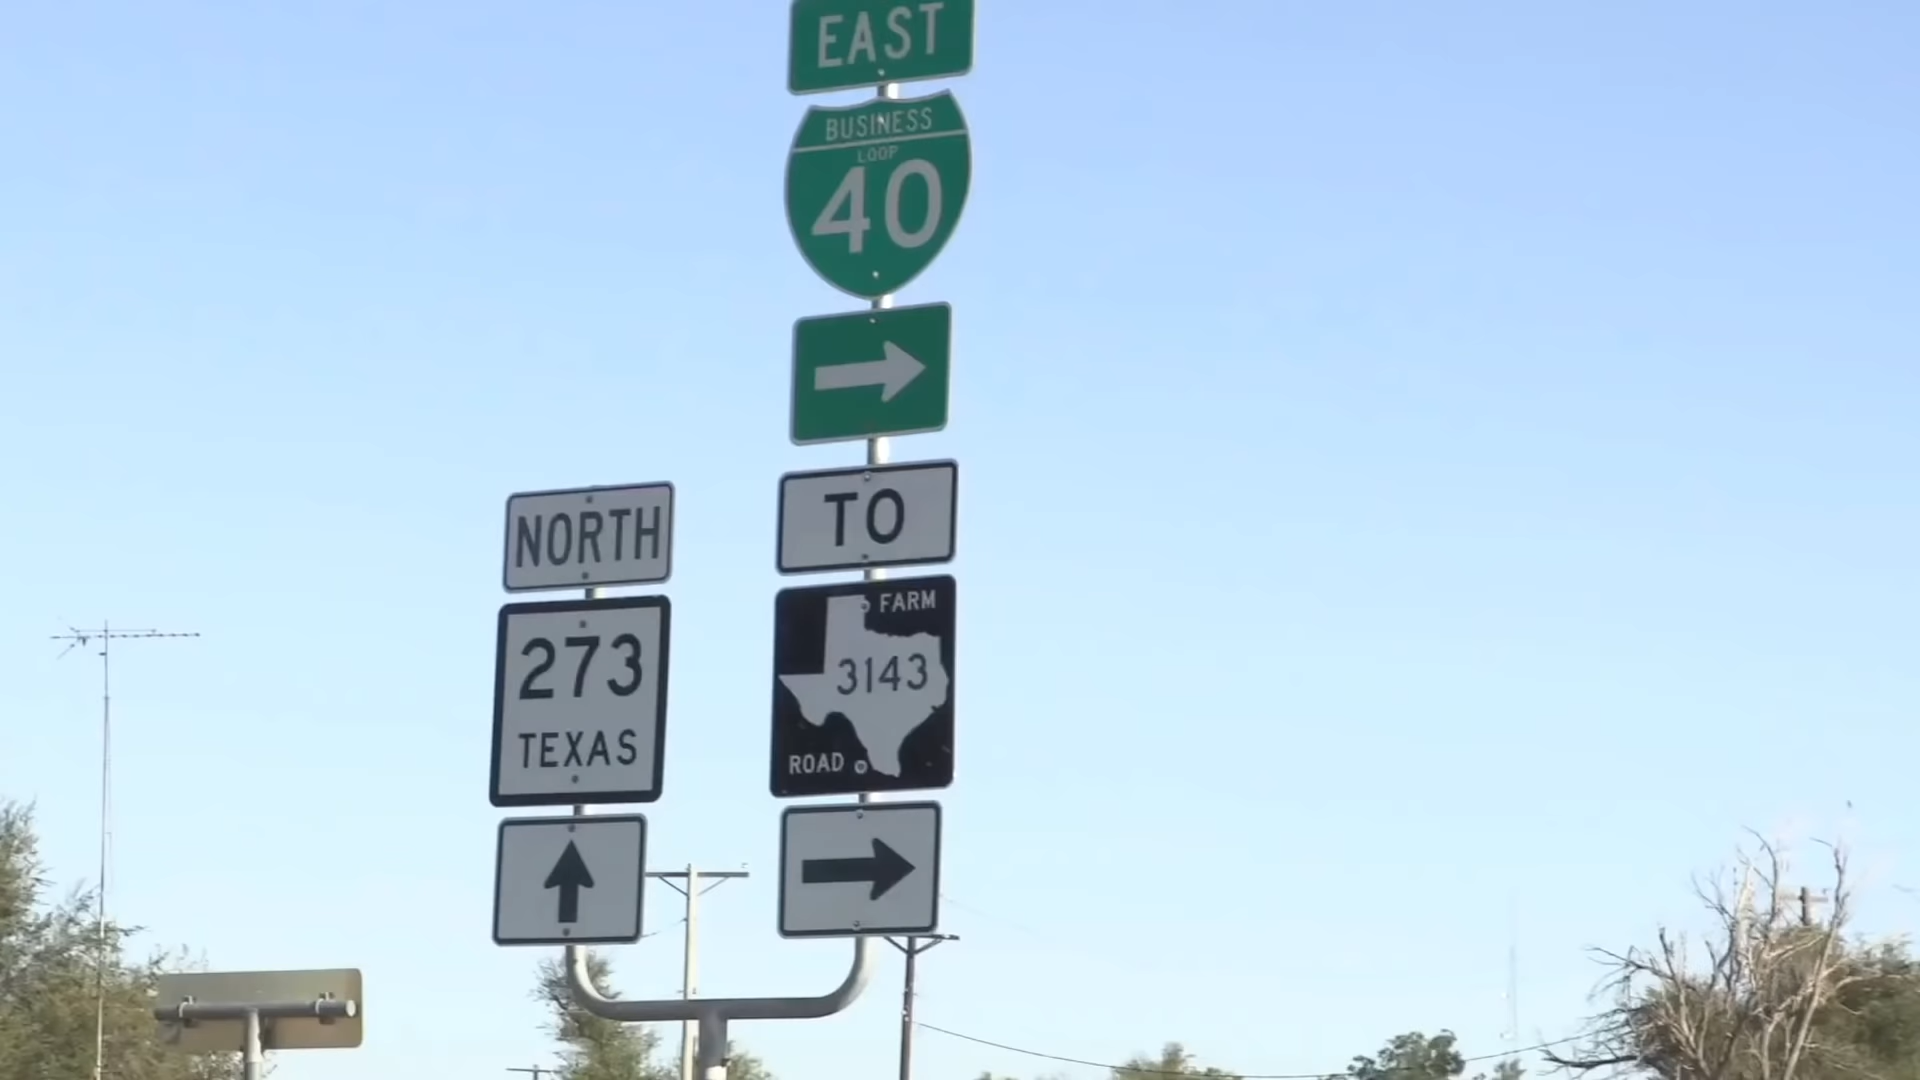 EAST
BUSINESS
LOOP
40
NORTH
273
TEXAS
TO
FARM
3143
ROAD